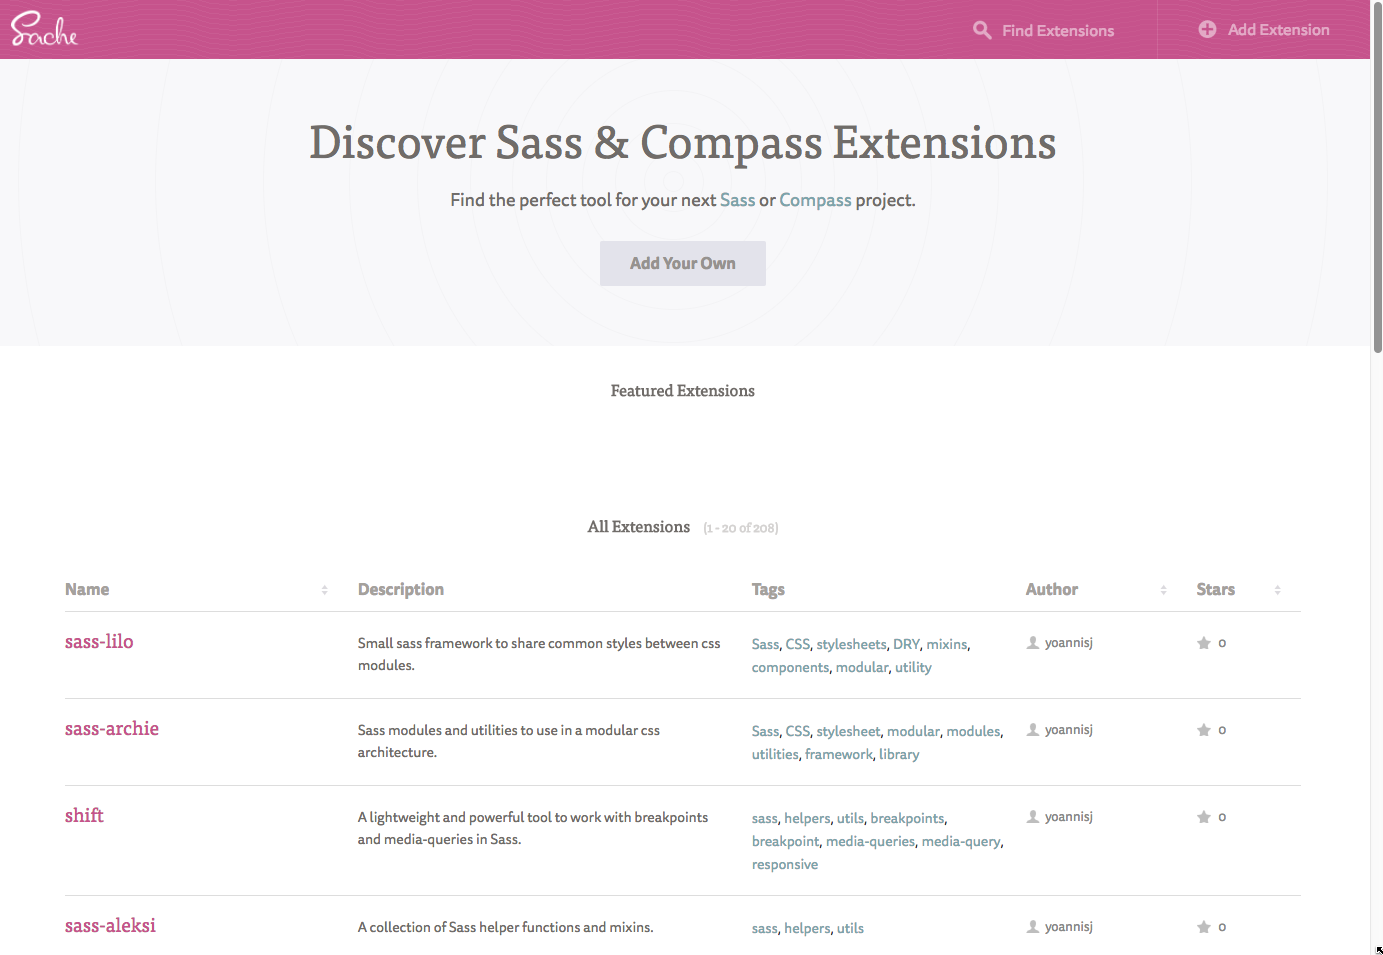 Sache
Find Extensions
Add Extension
Discover Sass & Compass Extensions
Find the perfect tool for your next Sass or Compass project.
Add Your Own
Featured Extensions
All Extensions (1 - 20 of 208)
Name Description Tags Author Stars
sass-lilo
Small sass framework to share common styles between css
modules.
Sass, CSS, stylesheets, DRY, mixins,
components, modular, utility
yoannisj
0
sass-archie
Sass modules and utilities to use in a modular css
architecture.
Sass, CSS, stylesheet, modular, modules,
utilities, framework, library
yoannisj
0
shift
A lightweight and powerful tool to work with breakpoints
and media-queries in Sass.
sass, helpers, utils, breakpoints,
breakpoint, media-queries, media-query,
responsive
yoannisj
0
sass-aleksi
A collection of Sass helper functions and mixins.
sass, helpers, utils
yoannisj
0